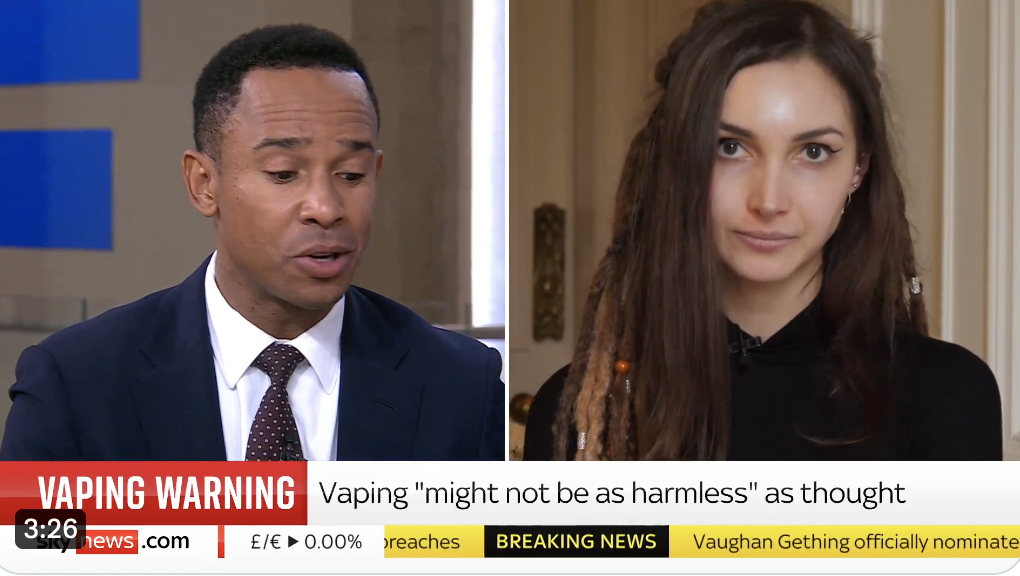 VAPING WARNING
Vaping "might not be as harmless" as thought
3:26
sky news .com
£/€ ▶ 0.00%
breaches
BREAKING NEWS
Vaughan Gething officially nominate